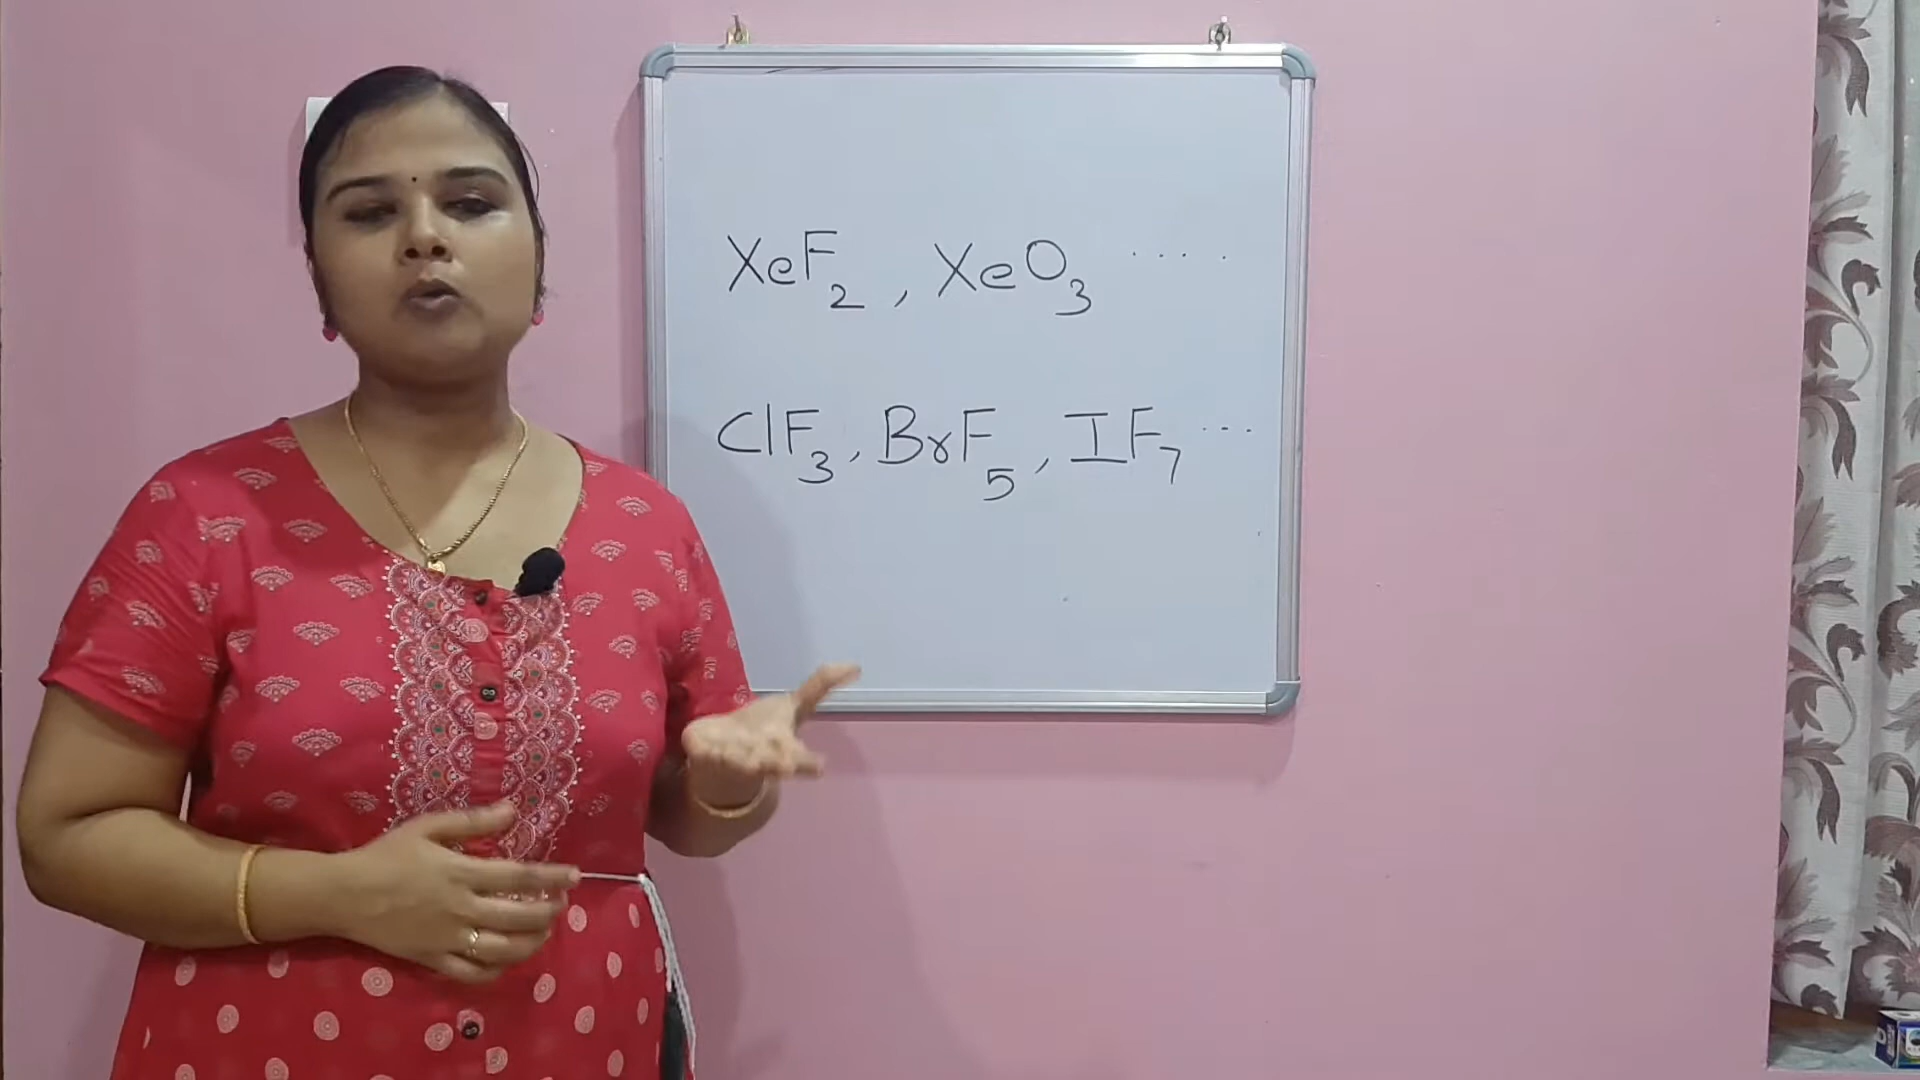 XeF₂, XeO₃ ....
ClF₃, BrF₅, IF₇ ...